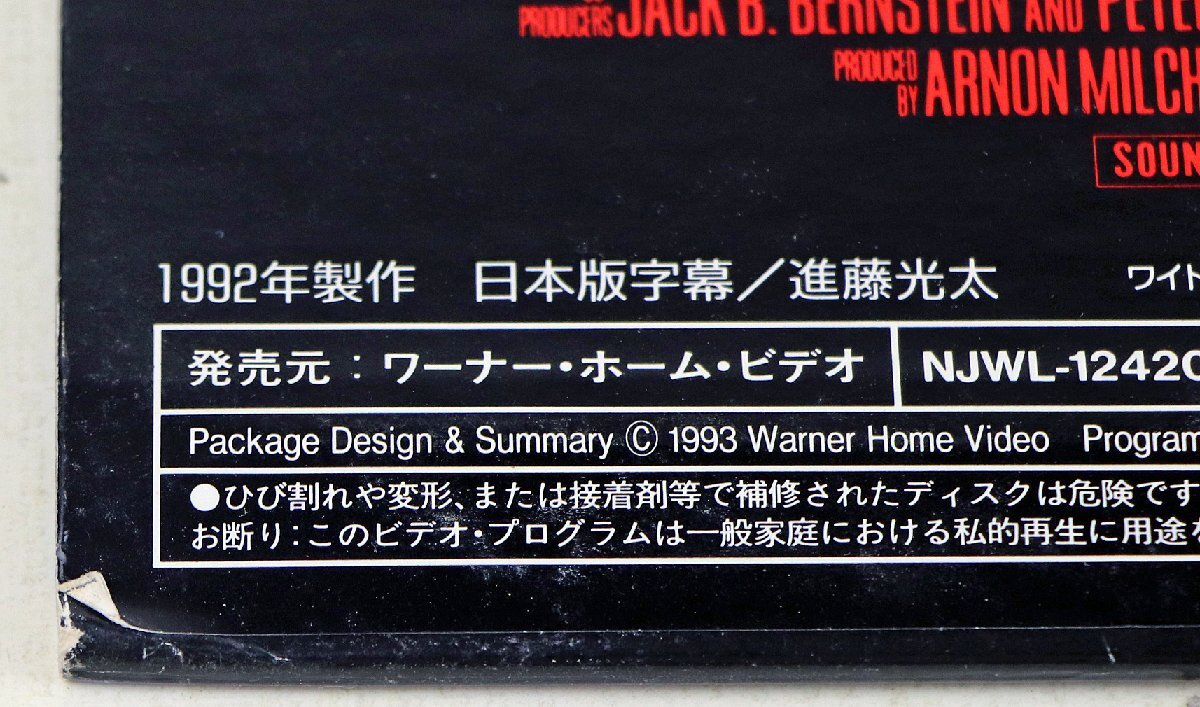 PRODUCERS JACK B. BERNSTEIN AND PETE
PRODUCED BY ARNON MILCH
SOUN
1992年製作 日本版字幕／進藤光太 ワイド
発売元：ワーナー・ホーム・ビデオ NJWL-12420
Package Design & Summary Ⓒ 1993 Warner Home Video Program
●ひび割れや変形、または接着剤等で補修されたディスクは危険です
お断り：このビデオ・プログラムは一般家庭における私的再生に用途を